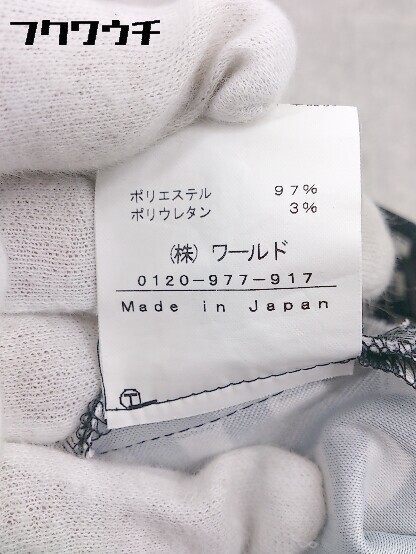 フクワウチ
ポリエステル 97%
ポリウレタン 3%
(株) ワールド
0120-977-917
Made in Japan
T